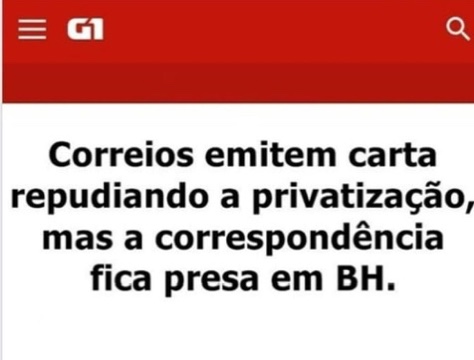 G1
Correios emitem carta
repudiando a privatização,
mas a correspondência
fica presa em BH.